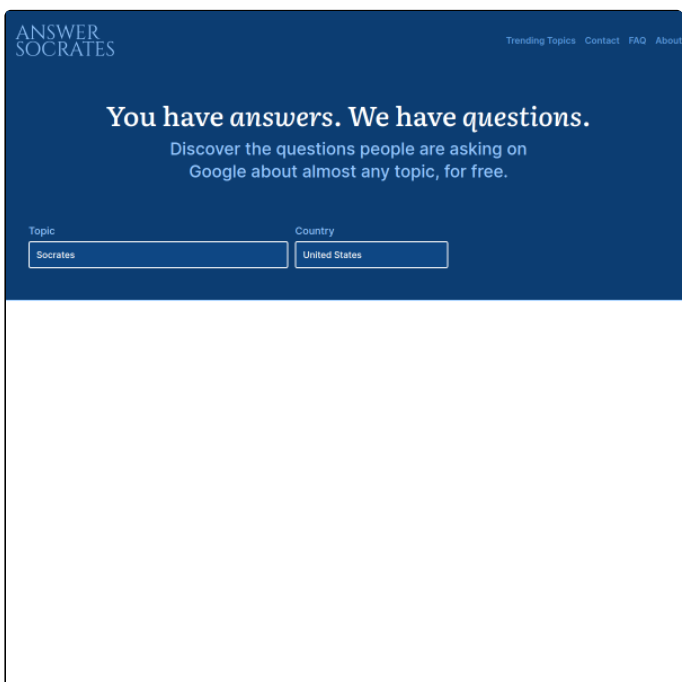 ANSWER
SOCRATES
Trending Topics Contact FAQ About
You have answers. We have questions.
Discover the questions people are asking on
Google about almost any topic, for free.
Topic Country
Socrates United States